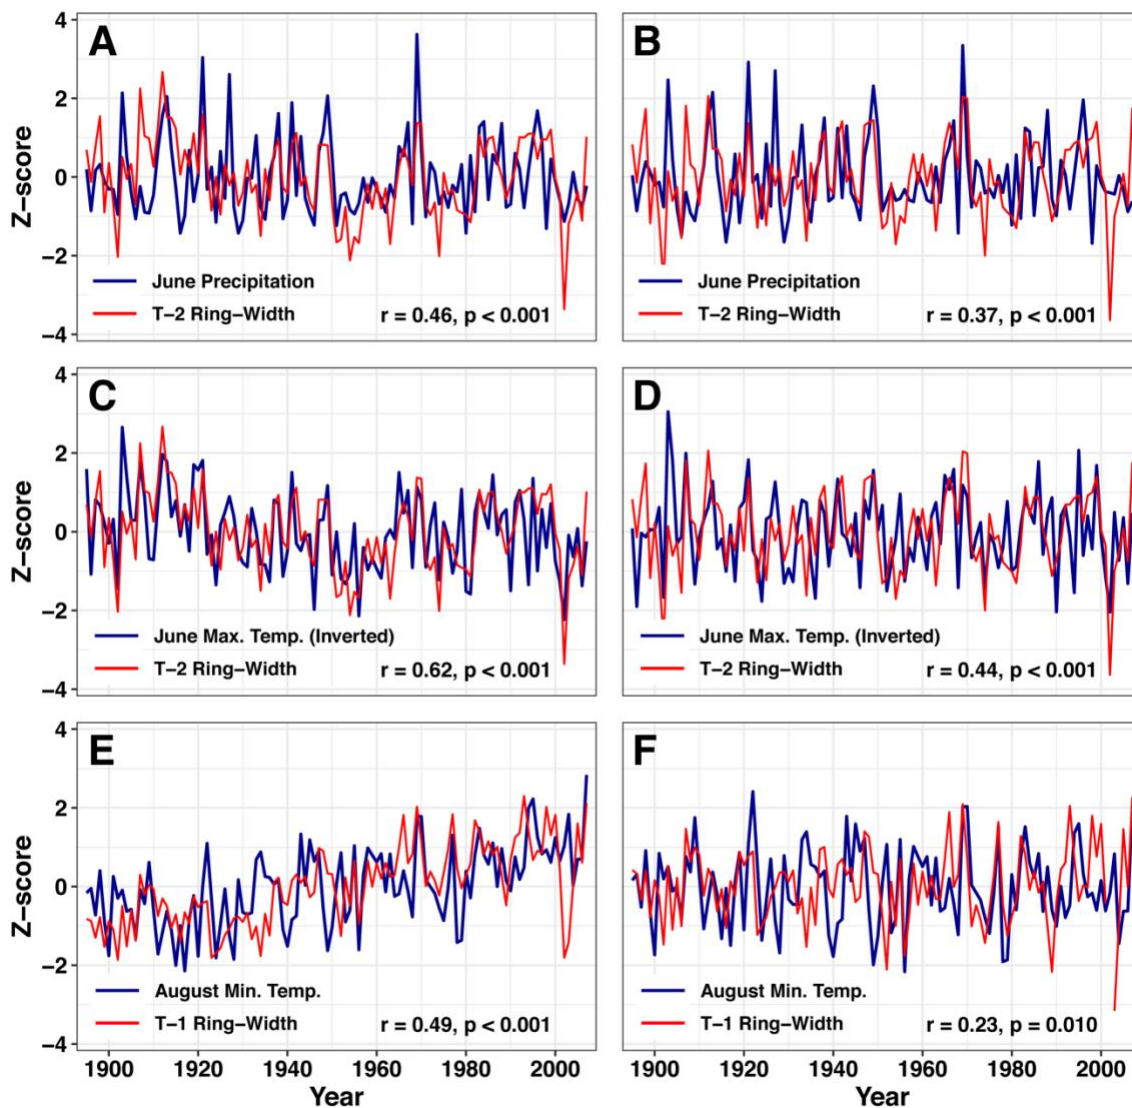 A
B
4
2
0
−2
−4
Z−score
June Precipitation
T−2 Ring−Width
r = 0.46, p < 0.001
June Precipitation
T−2 Ring−Width
r = 0.37, p < 0.001
C
D
4
2
0
−2
−4
Z−score
June Max. Temp. (Inverted)
T−2 Ring−Width
r = 0.62, p < 0.001
June Max. Temp. (Inverted)
T−2 Ring−Width
r = 0.44, p < 0.001
E
F
4
2
0
−2
−4
Z−score
August Min. Temp.
T−1 Ring−Width
r = 0.49, p < 0.001
August Min. Temp.
T−1 Ring−Width
r = 0.23, p = 0.010
1900 1920 1940 1960 1980 2000
1900 1920 1940 1960 1980 2000
Year
Year